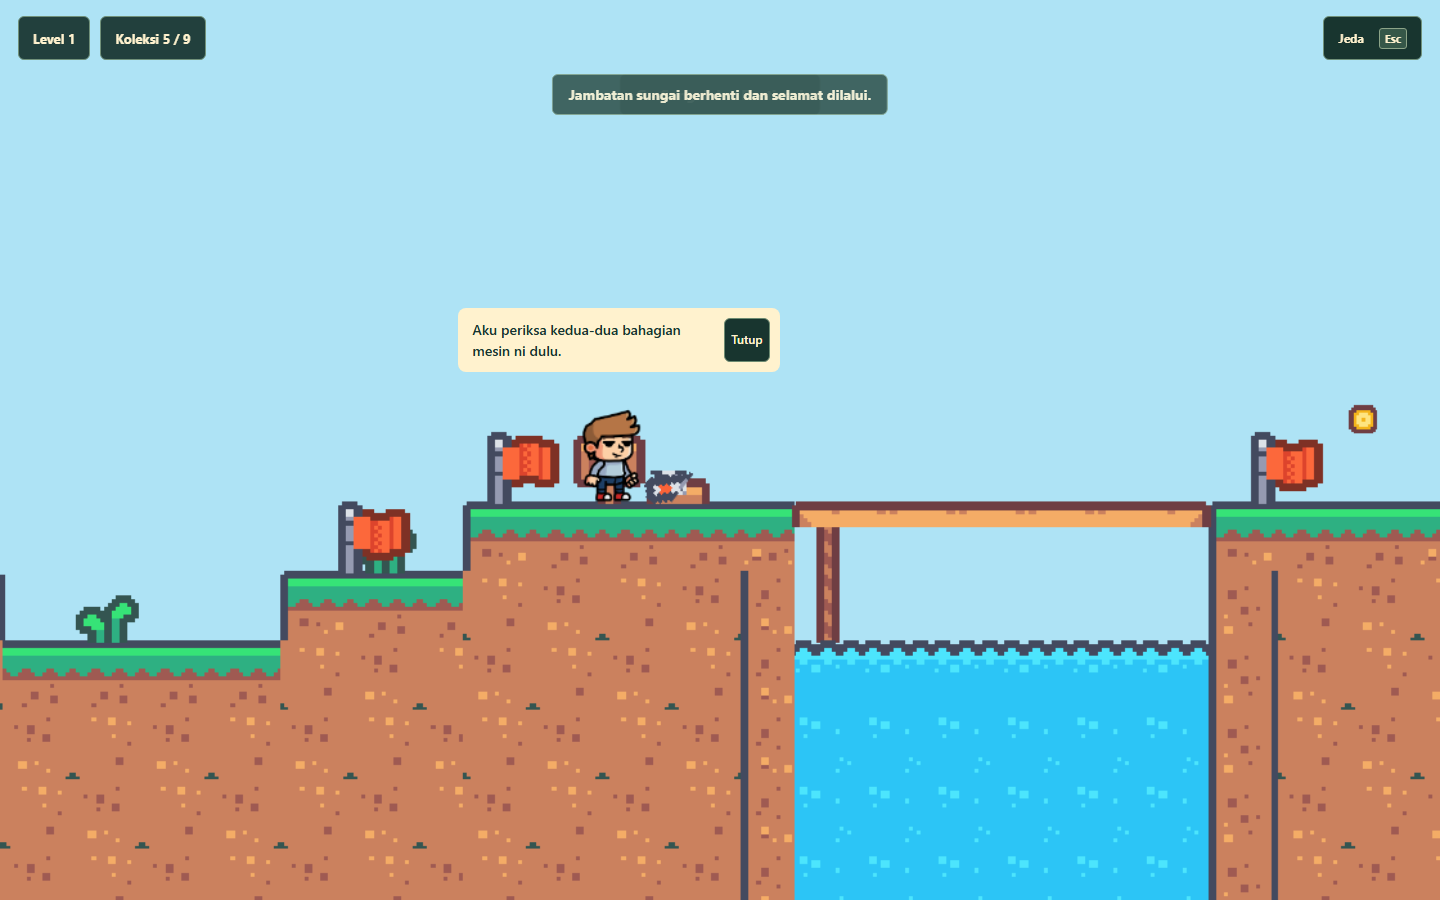 Level 1
Koleksi 5 / 9
Jeda Esc
Jambatan sungai berhenti dan selamat dilalui.
Aku periksa kedua-dua bahagian
mesin ni dulu.
Tutup